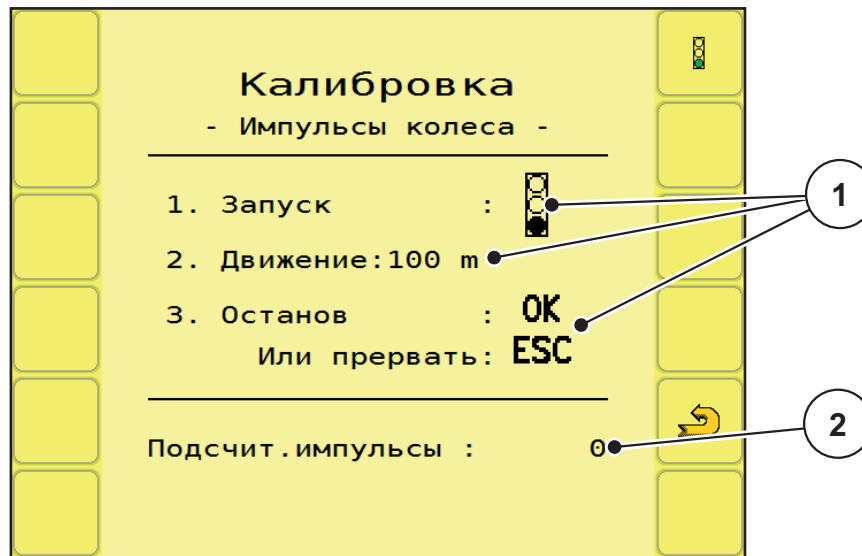 Калибровка
- Импульсы колеса -
1. Запуск :
2. Движение:100 m
3. Останов : OK
Или прервать: ESC
Подсчит.импульсы : 0
1
2